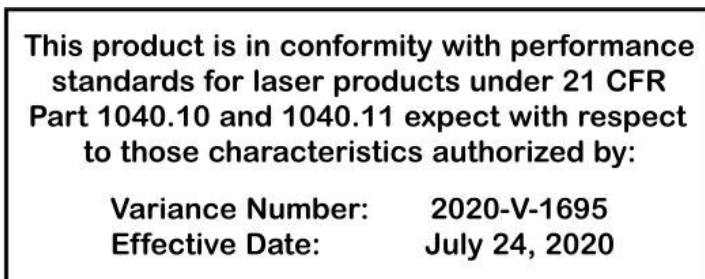 This product is in conformity with performance
standards for laser products under 21 CFR
Part 1040.10 and 1040.11 expect with respect
to those characteristics authorized by:
Variance Number: 2020-V-1695
Effective Date: July 24, 2020